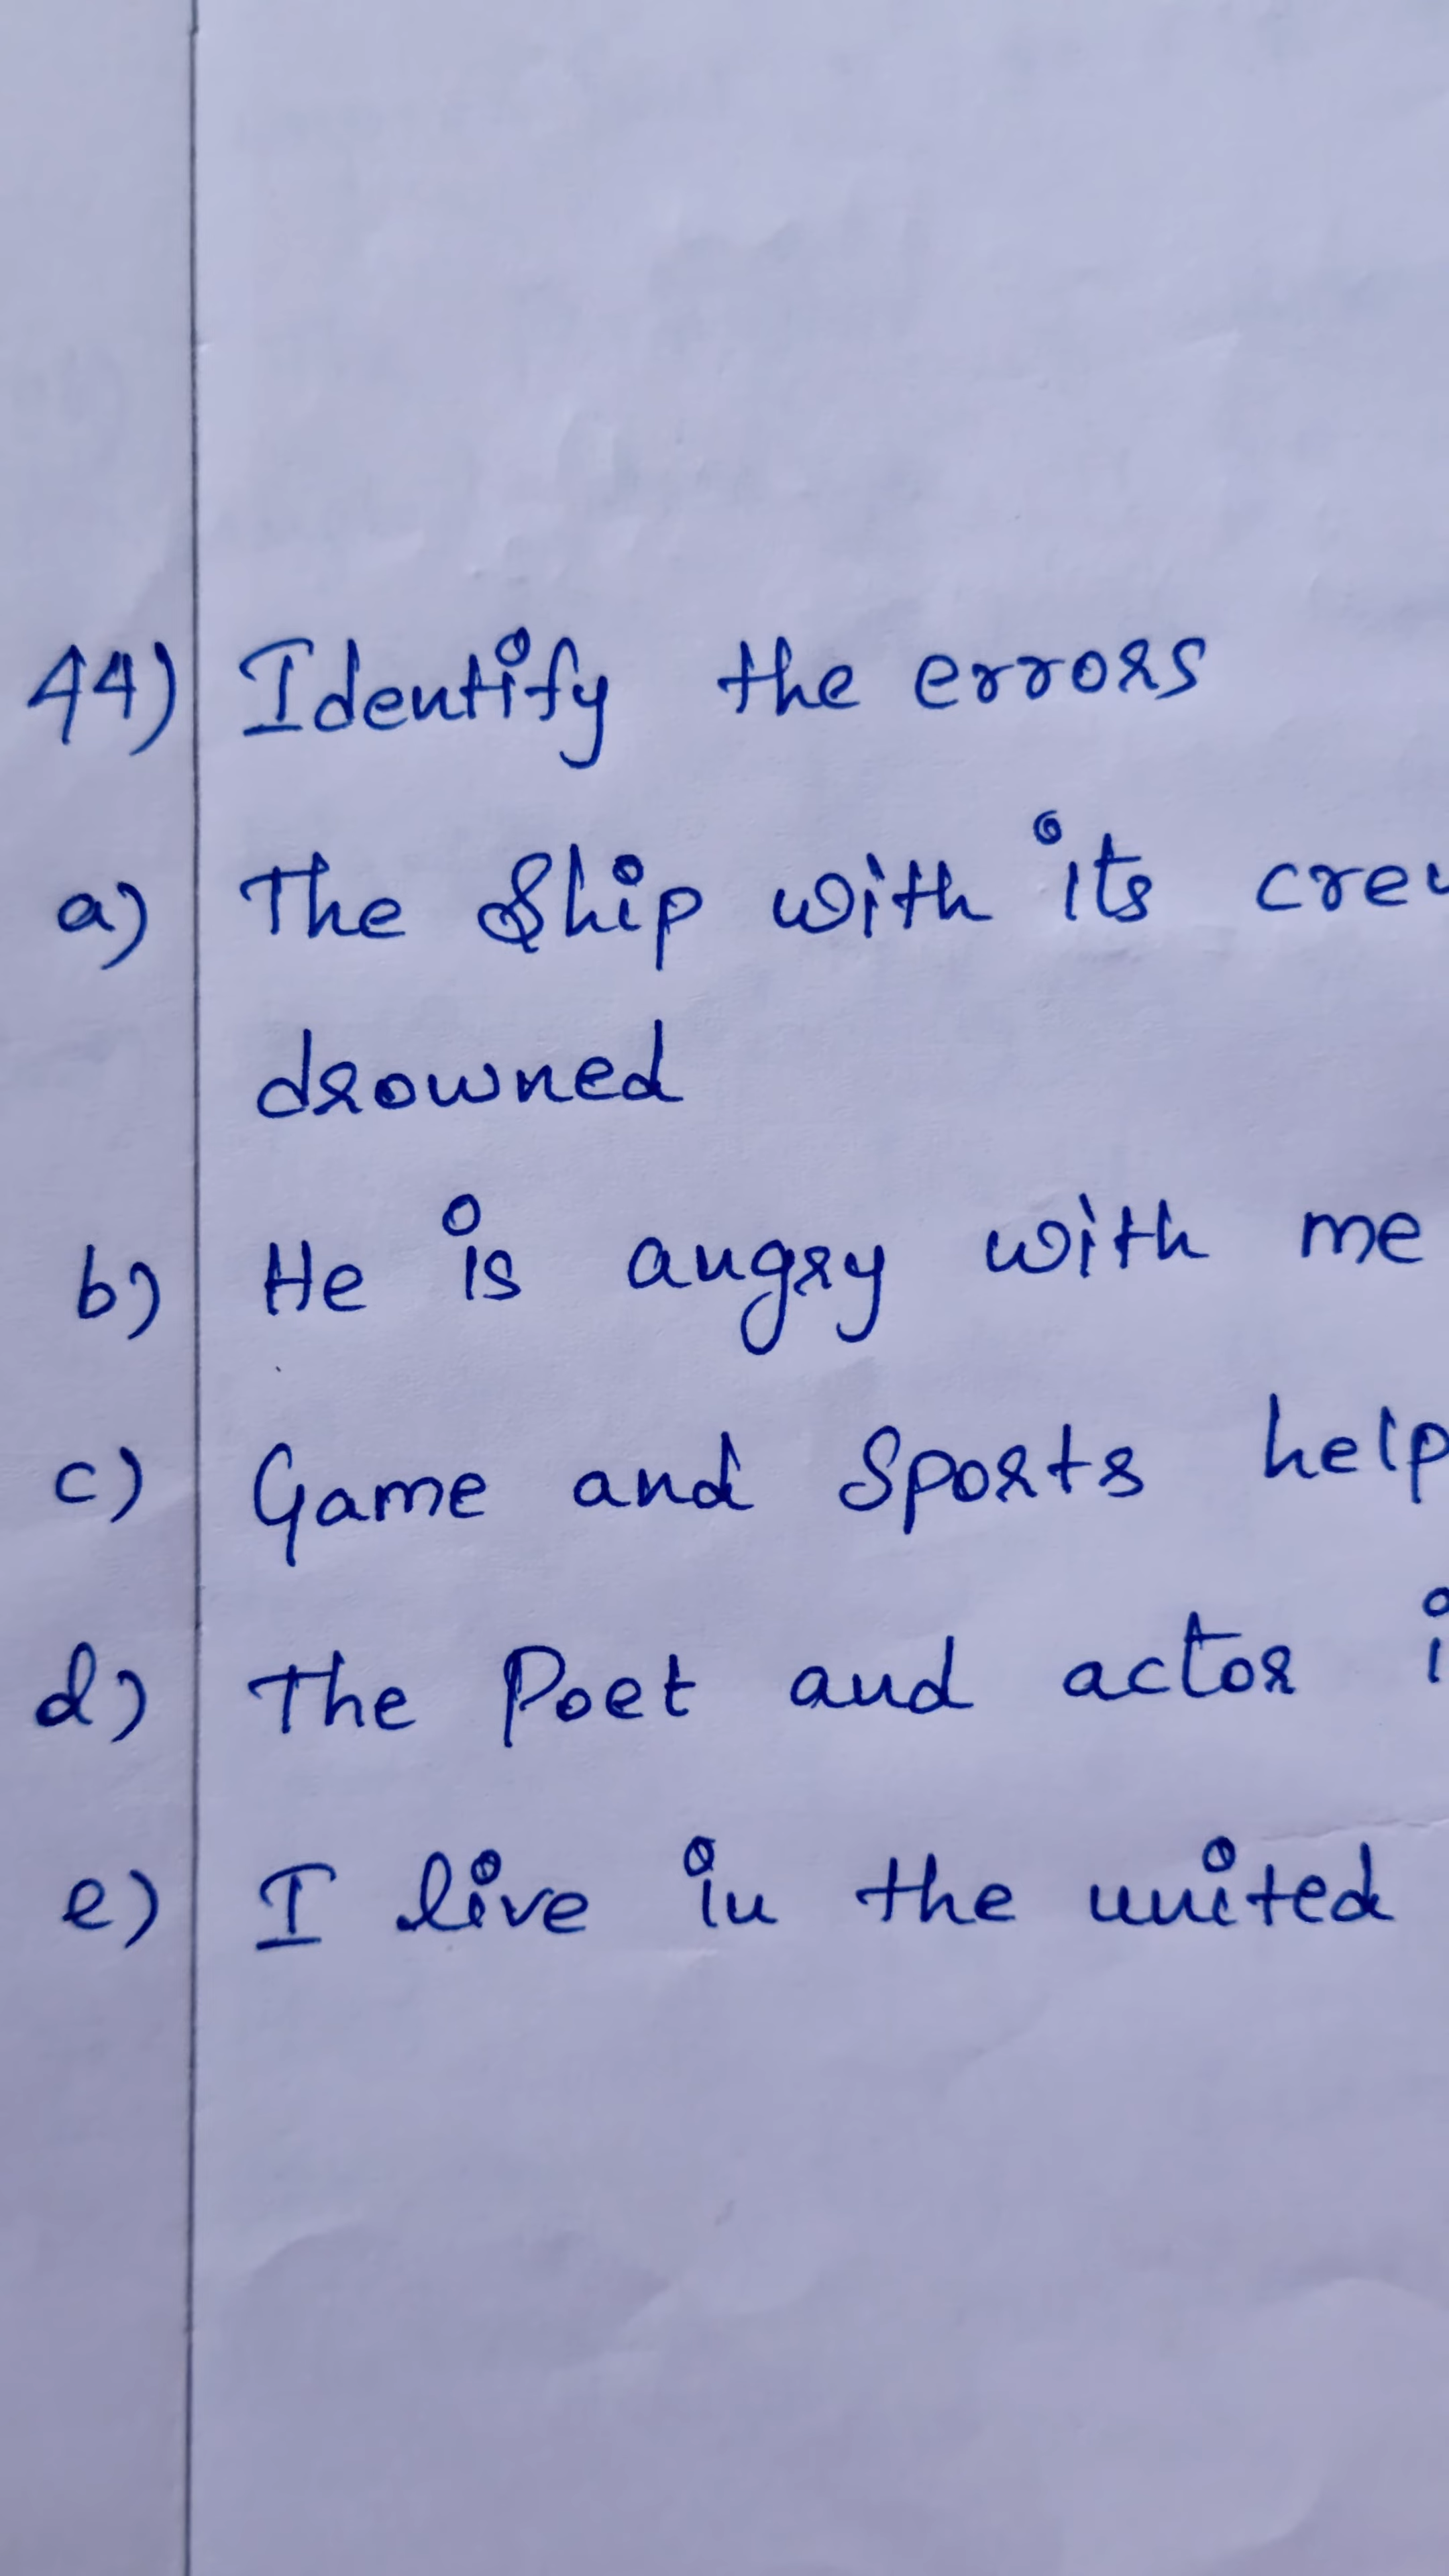 44) Identify the errors
a) The Ship with its
drowned
b) He is angry with me
c) Game and Sports help
d) The Poet and actor
e) I live in the united